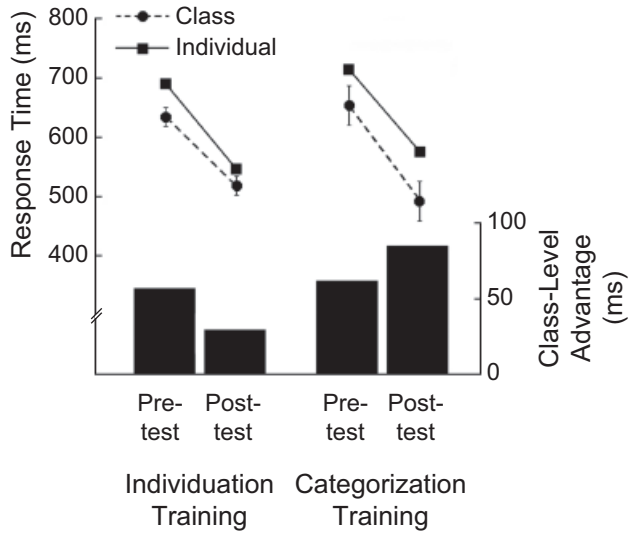 Response Time (ms)
800
700
600
500
400
Class
Individual
100
50
0
Class-Level
Advantage
(ms)
Pre-
test
Post-
test
Pre-
test
Post-
test
Individuation
Training
Categorization
Training